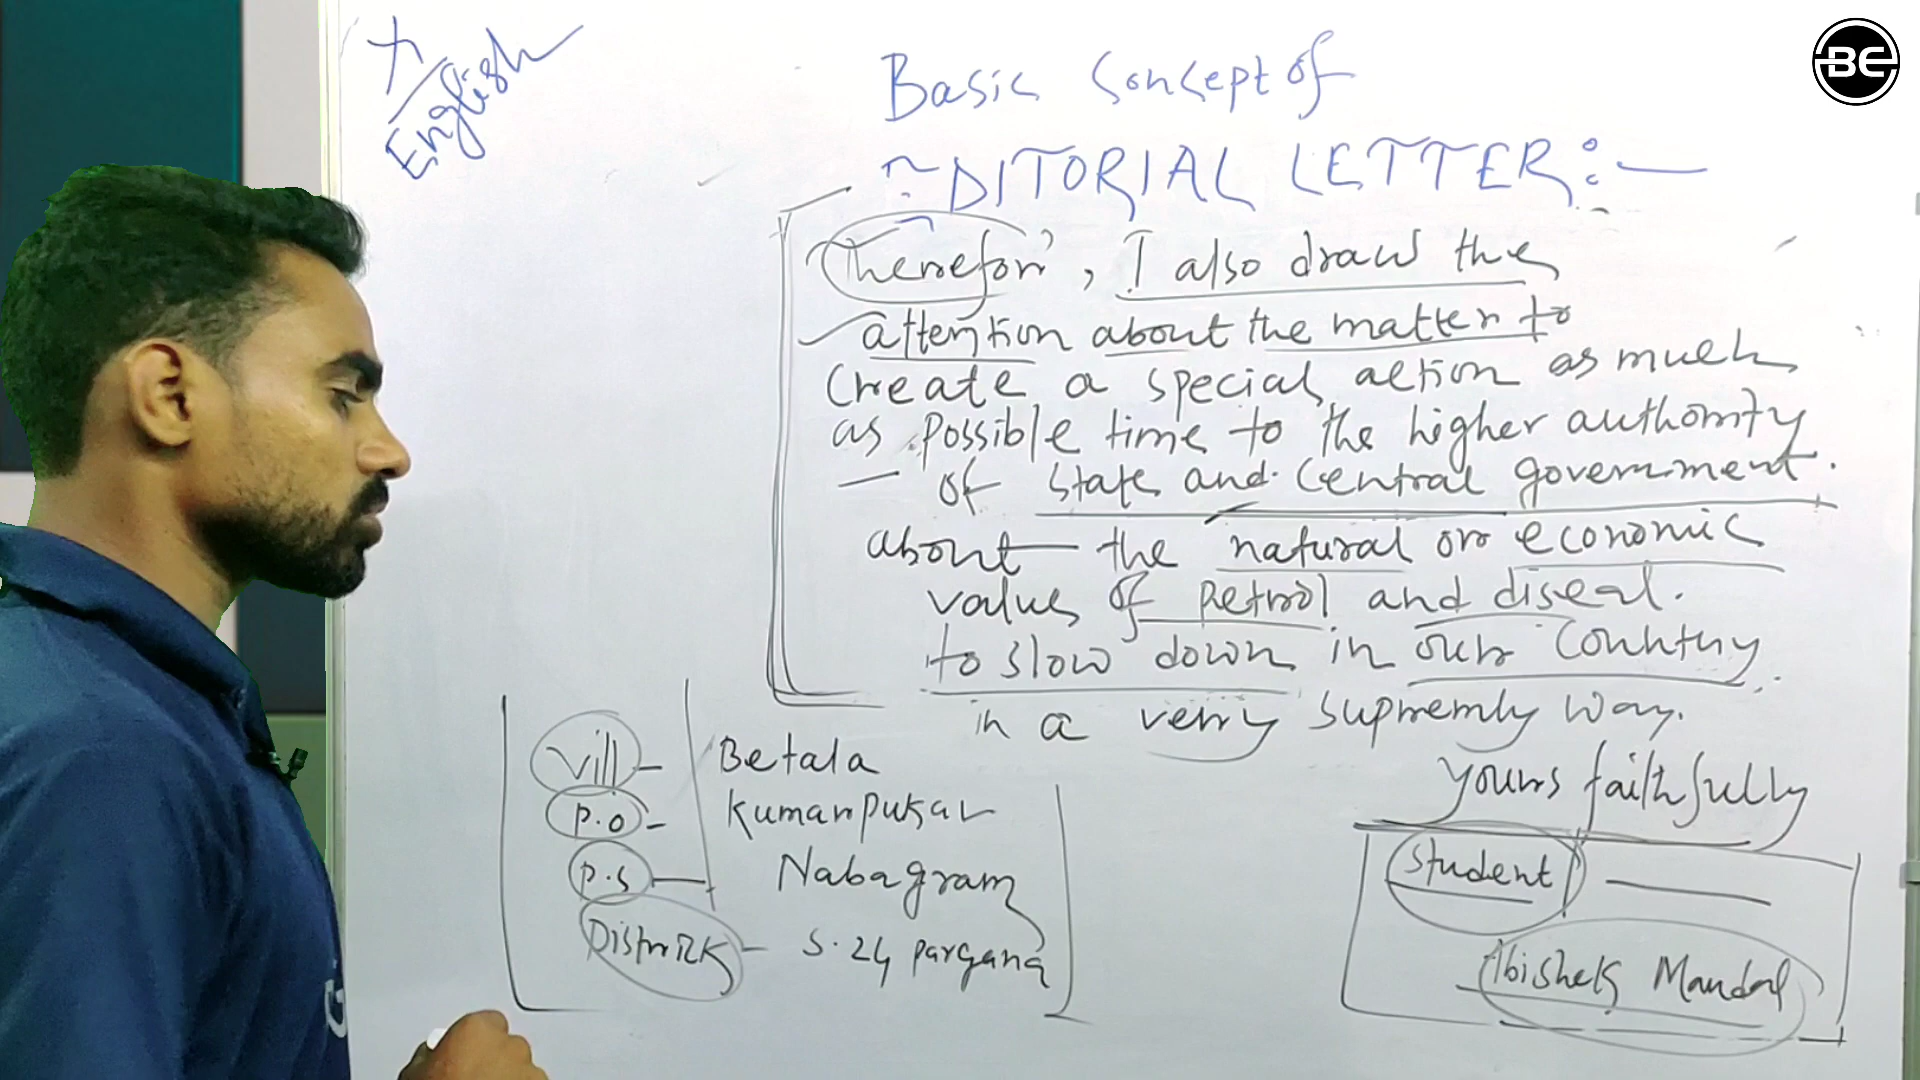 English
BE
Basic Concept of
EDITORIAL LETTER:—
Therefore, I also draw the
attention about the matter to
create a special action as much
as possible time to the higher authority
— of state and central government.
about the natural or economic
value of petrol and diseal.
to slow down in our country
in a very supremly way.
Yours faithfully
Student
Abishek Mandal
Vill - Betala
P.O - Kumarpukar
P.S — Nabagram
District - S. 24 pargana